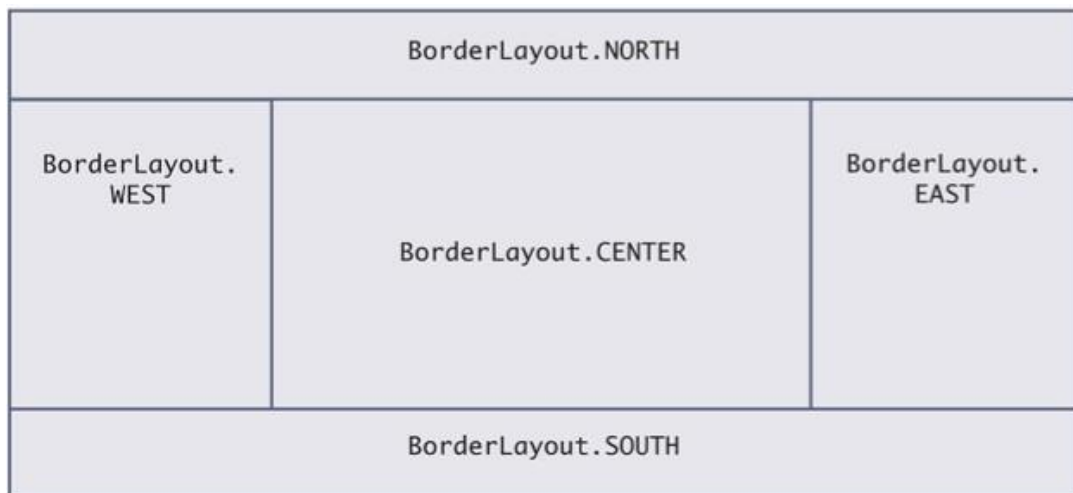 BorderLayout.NORTH
BorderLayout.
WEST
BorderLayout.CENTER
BorderLayout.
EAST
BorderLayout.SOUTH